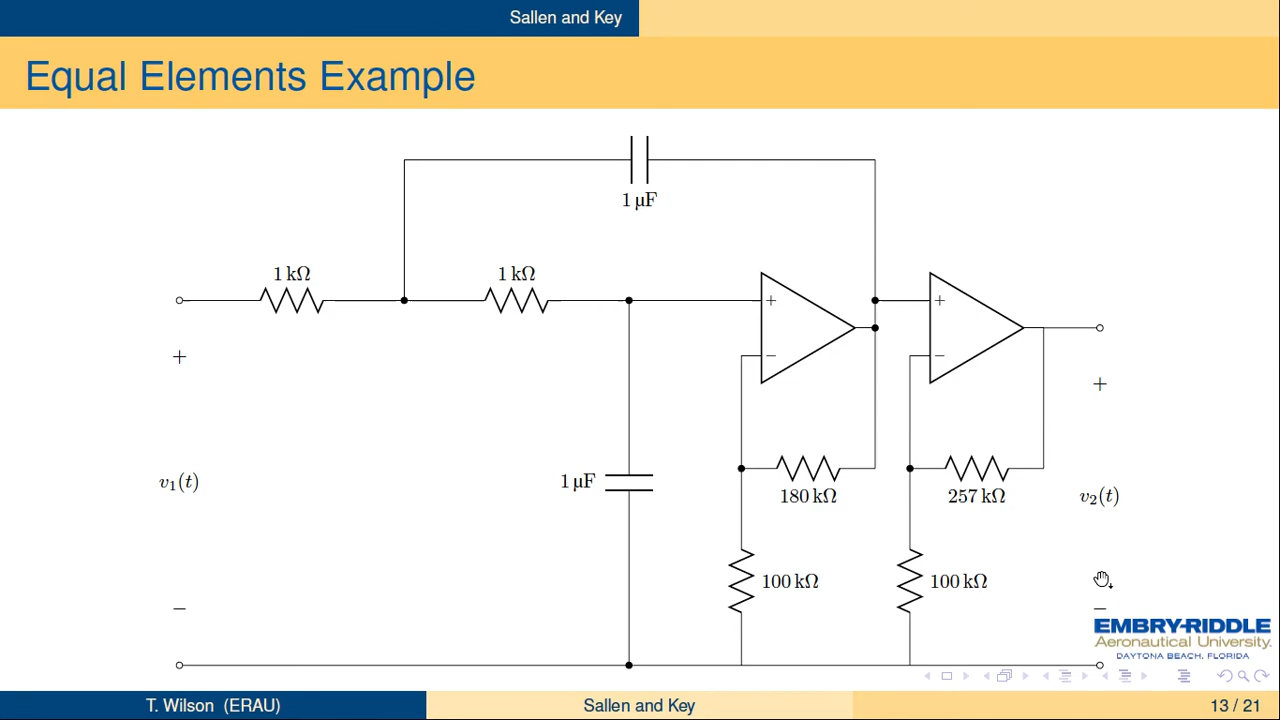 Sallen and Key
Equal Elements Example
1 µF
1 kΩ
1 kΩ
+
−
+
−
+
+
1 µF
v₁(t)
180 kΩ
257 kΩ
v₂(t)
100 kΩ
100 kΩ
−
−
EMBRY-RIDDLE
Aeronautical University.
DAYTONA BEACH, FLORIDA
T. Wilson (ERAU)
Sallen and Key
13 / 21